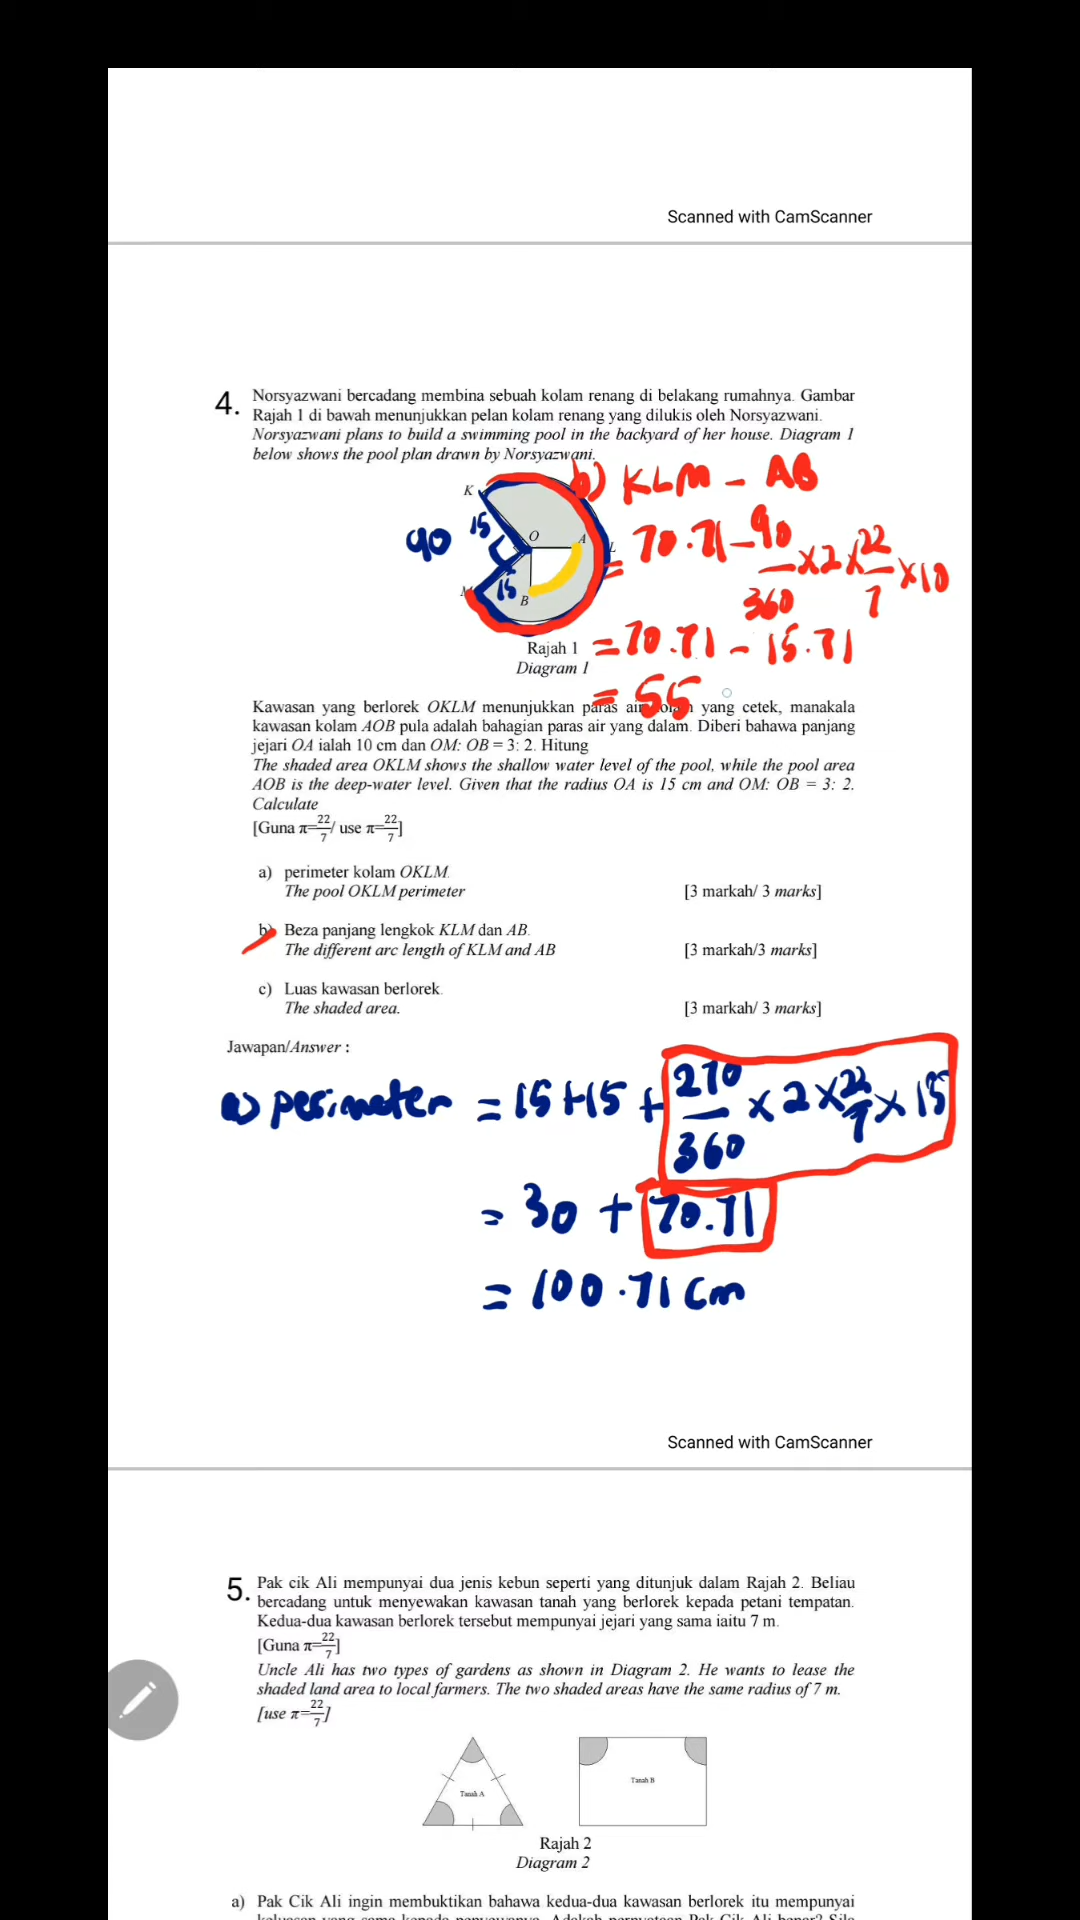 Scanned with CamScanner
4. Norsyazwani bercadang membina sebuah kolam renang di belakang rumahnya. Gambar
Rajah 1 di bawah menunjukkan pelan kolam renang yang dilukis oleh Norsyazwani.
Norsyazwani plans to build a swimming pool in the backyard of her house. Diagram 1
below shows the pool plan drawn by Norsyazwani.
b) KLM - AB
K
15
O
A
L
90
= 70.71 - 90/360 × 2 × 22/7 × 10
M
15
B
Rajah 1
= 70.71 - 15.71
Diagram 1
= 55
Kawasan yang berlorek OKLM menunjukkan paras air kolam yang cetek, manakala
kawasan kolam AOB pula adalah bahagian paras air yang dalam. Diberi bahawa panjang
jejari OA ialah 10 cm dan OM: OB = 3: 2. Hitung
The shaded area OKLM shows the shallow water level of the pool, while the pool area
AOB is the deep-water level. Given that the radius OA is 15 cm and OM: OB = 3: 2.
Calculate
[Guna π=22/7/ use π=22/7]
a) perimeter kolam OKLM.
The pool OKLM perimeter [3 markah/ 3 marks]
b) Beza panjang lengkok KLM dan AB.
The different arc length of KLM and AB [3 markah/3 marks]
c) Luas kawasan berlorek.
The shaded area. [3 markah/ 3 marks]
Jawapan/Answer :
a) perimeter = 15+15 + 270/360 × 2 × 22/7 × 15
= 30 + 70.71
= 100.71 cm
Scanned with CamScanner
5. Pak cik Ali mempunyai dua jenis kebun seperti yang ditunjuk dalam Rajah 2. Beliau
bercadang untuk menyewakan kawasan tanah yang berlorek kepada petani tempatan.
Kedua-dua kawasan berlorek tersebut mempunyai jejari yang sama iaitu 7 m.
[Guna π=22/7]
Uncle Ali has two types of gardens as shown in Diagram 2. He wants to lease the
shaded land area to local farmers. The two shaded areas have the same radius of 7 m.
[use π=22/7]
Tanah A
Tanah B
Rajah 2
Diagram 2
a) Pak Cik Ali ingin membuktikan bahawa kedua-dua kawasan berlorek itu mempunyai